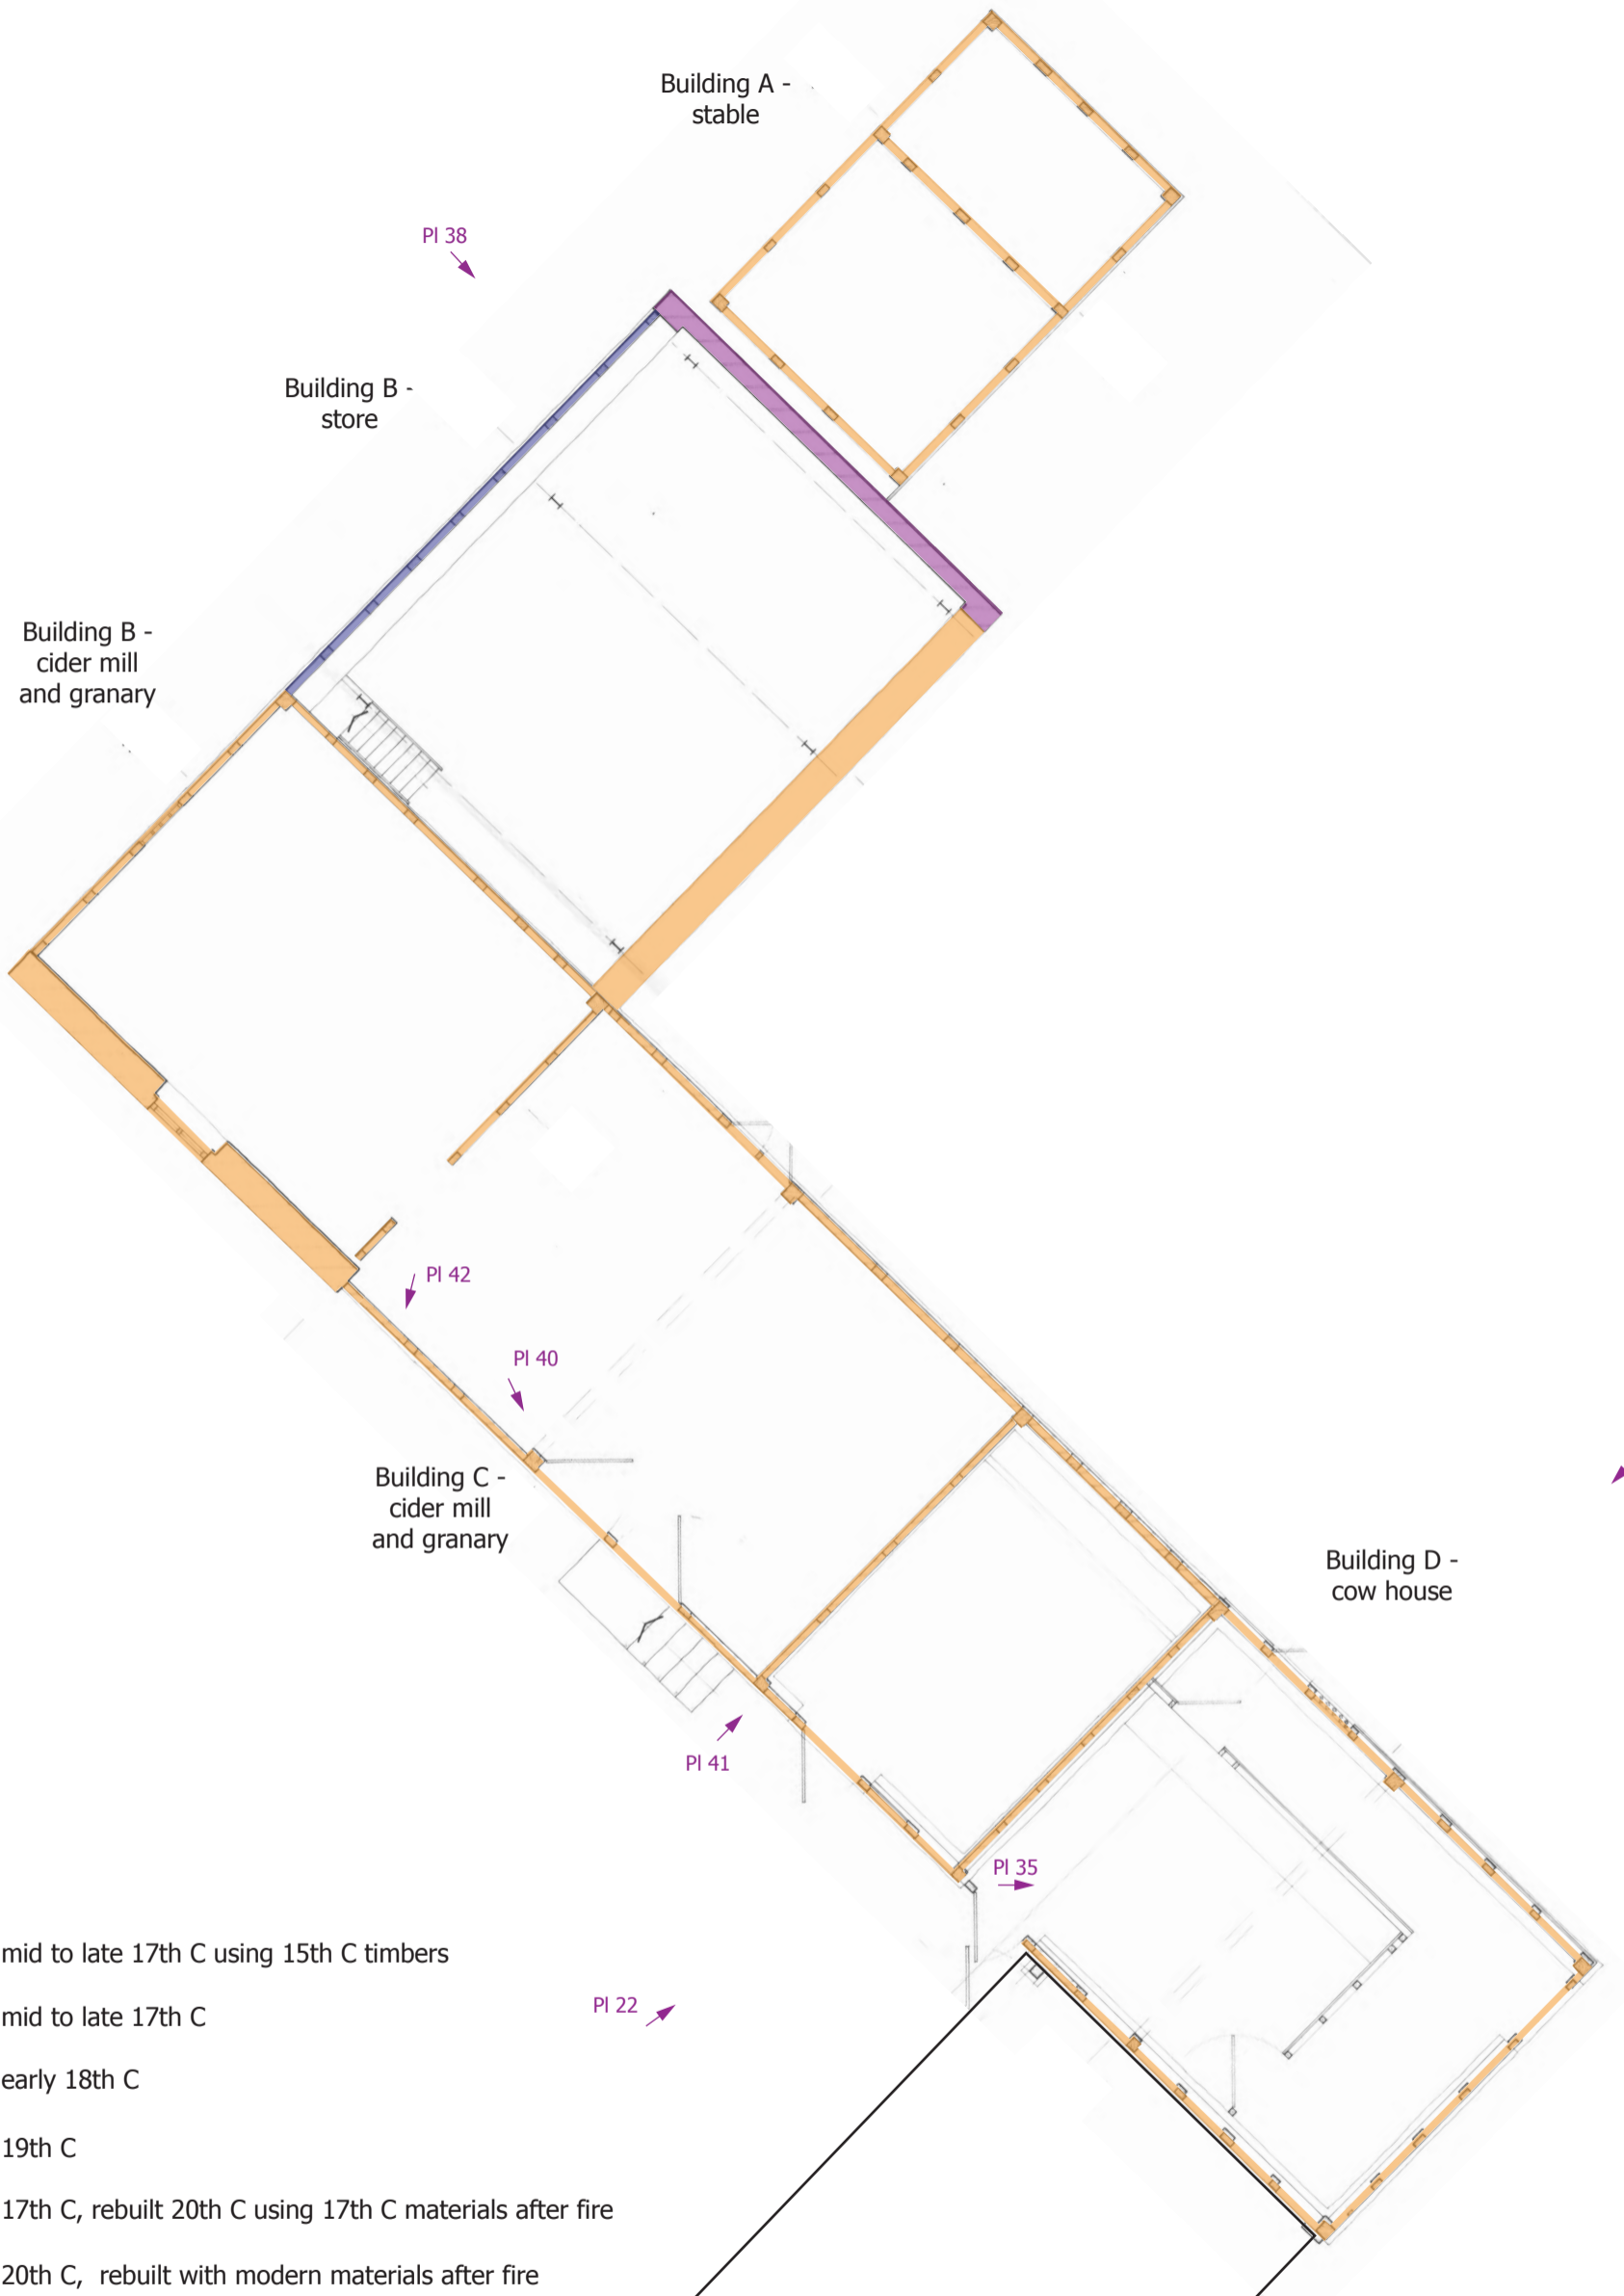 Building A -
stable
Pl 38
Building B -
store
Building B -
cider mill
and granary
Pl 42
Pl 40
Building C -
cider mill
and granary
Building D -
cow house
Pl 41
Pl 35
Pl 22
mid to late 17th C using 15th C timbers
mid to late 17th C
early 18th C
19th C
17th C, rebuilt 20th C using 17th C materials after fire
20th C,  rebuilt with modern materials after fire